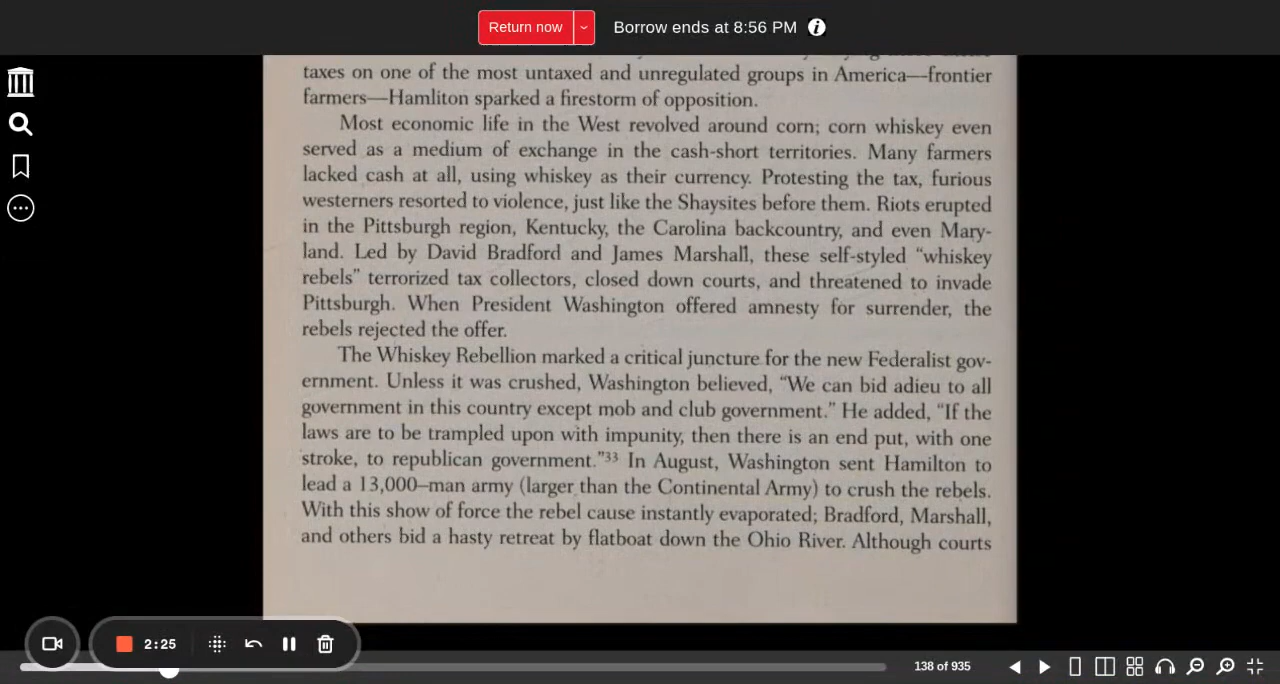 Return now
Borrow ends at 8:56 PM
taxes on one of the most untaxed and unregulated groups in America—frontier
farmers—Hamliton sparked a firestorm of opposition.
Most economic life in the West revolved around corn; corn whiskey even
served as a medium of exchange in the cash-short territories. Many farmers
lacked cash at all, using whiskey as their currency. Protesting the tax, furious
westerners resorted to violence, just like the Shaysites before them. Riots erupted
in the Pittsburgh region, Kentucky, the Carolina backcountry, and even Mary-
land. Led by David Bradford and James Marshall, these self-styled “whiskey
rebels” terrorized tax collectors, closed down courts, and threatened to invade
Pittsburgh. When President Washington offered amnesty for surrender, the
rebels rejected the offer.
The Whiskey Rebellion marked a critical juncture for the new Federalist gov-
ernment. Unless it was crushed, Washington believed, “We can bid adieu to all
government in this country except mob and club government.” He added, “If the
laws are to be trampled upon with impunity, then there is an end put, with one
stroke, to republican government.”33 In August, Washington sent Hamilton to
lead a 13,000–man army (larger than the Continental Army) to crush the rebels.
With this show of force the rebel cause instantly evaporated; Bradford, Marshall,
and others bid a hasty retreat by flatboat down the Ohio River. Although courts
2:25
138 of 935